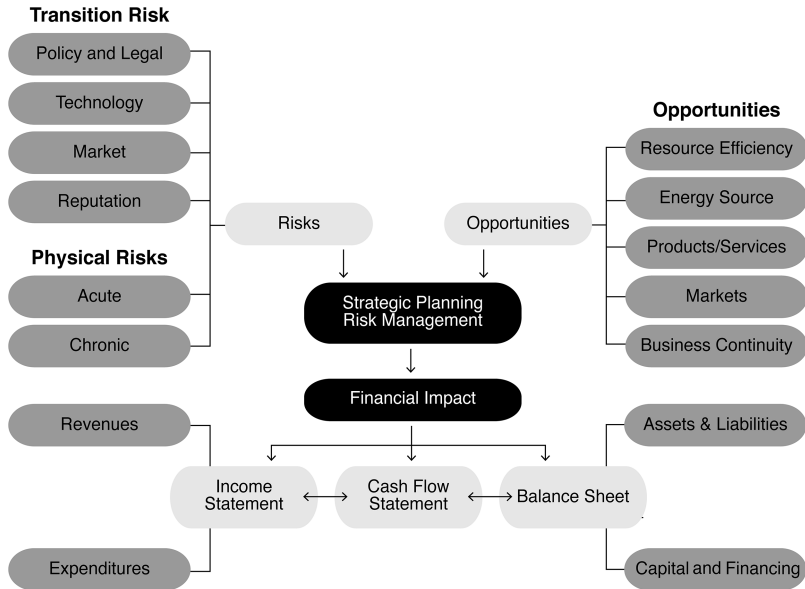 Transition Risk
Policy and Legal
Technology
Market
Reputation
Physical Risks
Acute
Chronic
Risks
Opportunities
Opportunities
Resource Efficiency
Energy Source
Products/Services
Markets
Business Continuity
Strategic Planning
Risk Management
Financial Impact
Revenues
Expenditures
Income
Statement
Cash Flow
Statement
Balance Sheet
Assets & Liabilities
Capital and Financing